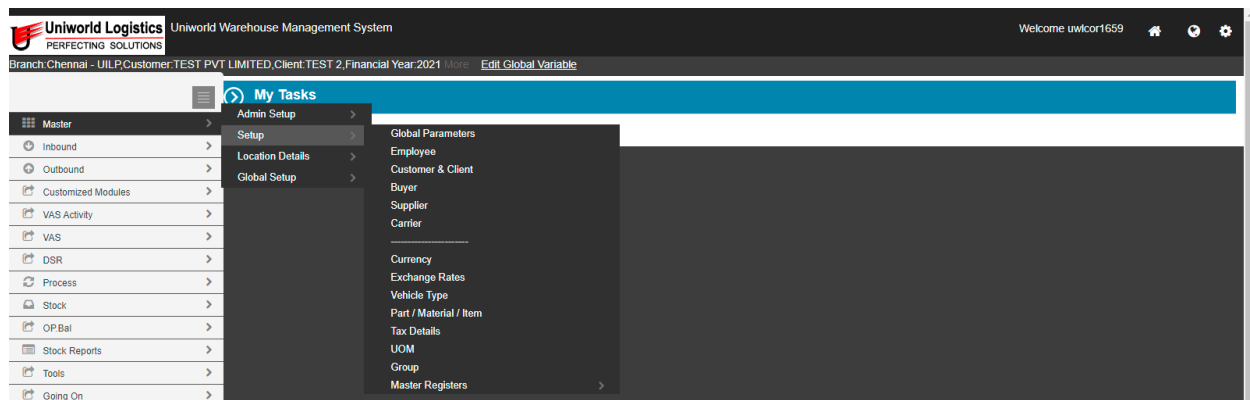 Uniworld Logistics
PERFECTING SOLUTIONS
Uniworld Warehouse Management System
Welcome uwlcor1659
Branch:Chennai - UILP,Customer:TEST PVT LIMITED,Client:TEST 2,Financial Year:2021 More Edit Global Variable
My Tasks
Master
Inbound
Outbound
Customized Modules
VAS Activity
VAS
DSR
Process
Stock
OP.Bal
Stock Reports
Tools
Going On
Admin Setup
Setup
Location Details
Global Setup
Global Parameters
Employee
Customer & Client
Buyer
Supplier
Carrier
-----------------------
Currency
Exchange Rates
Vehicle Type
Part / Material / Item
Tax Details
UOM
Group
Master Registers